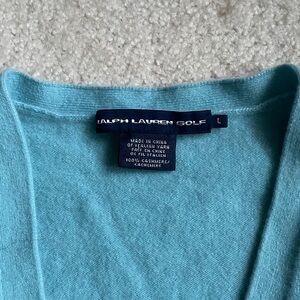 RALPH LAUREN GOLF L
MADE IN CHINA
OF ITALIAN YARN
FAIT EN CHINE
DE FIL ITALIEN
100% CASHMERE/
CACHEMIRE